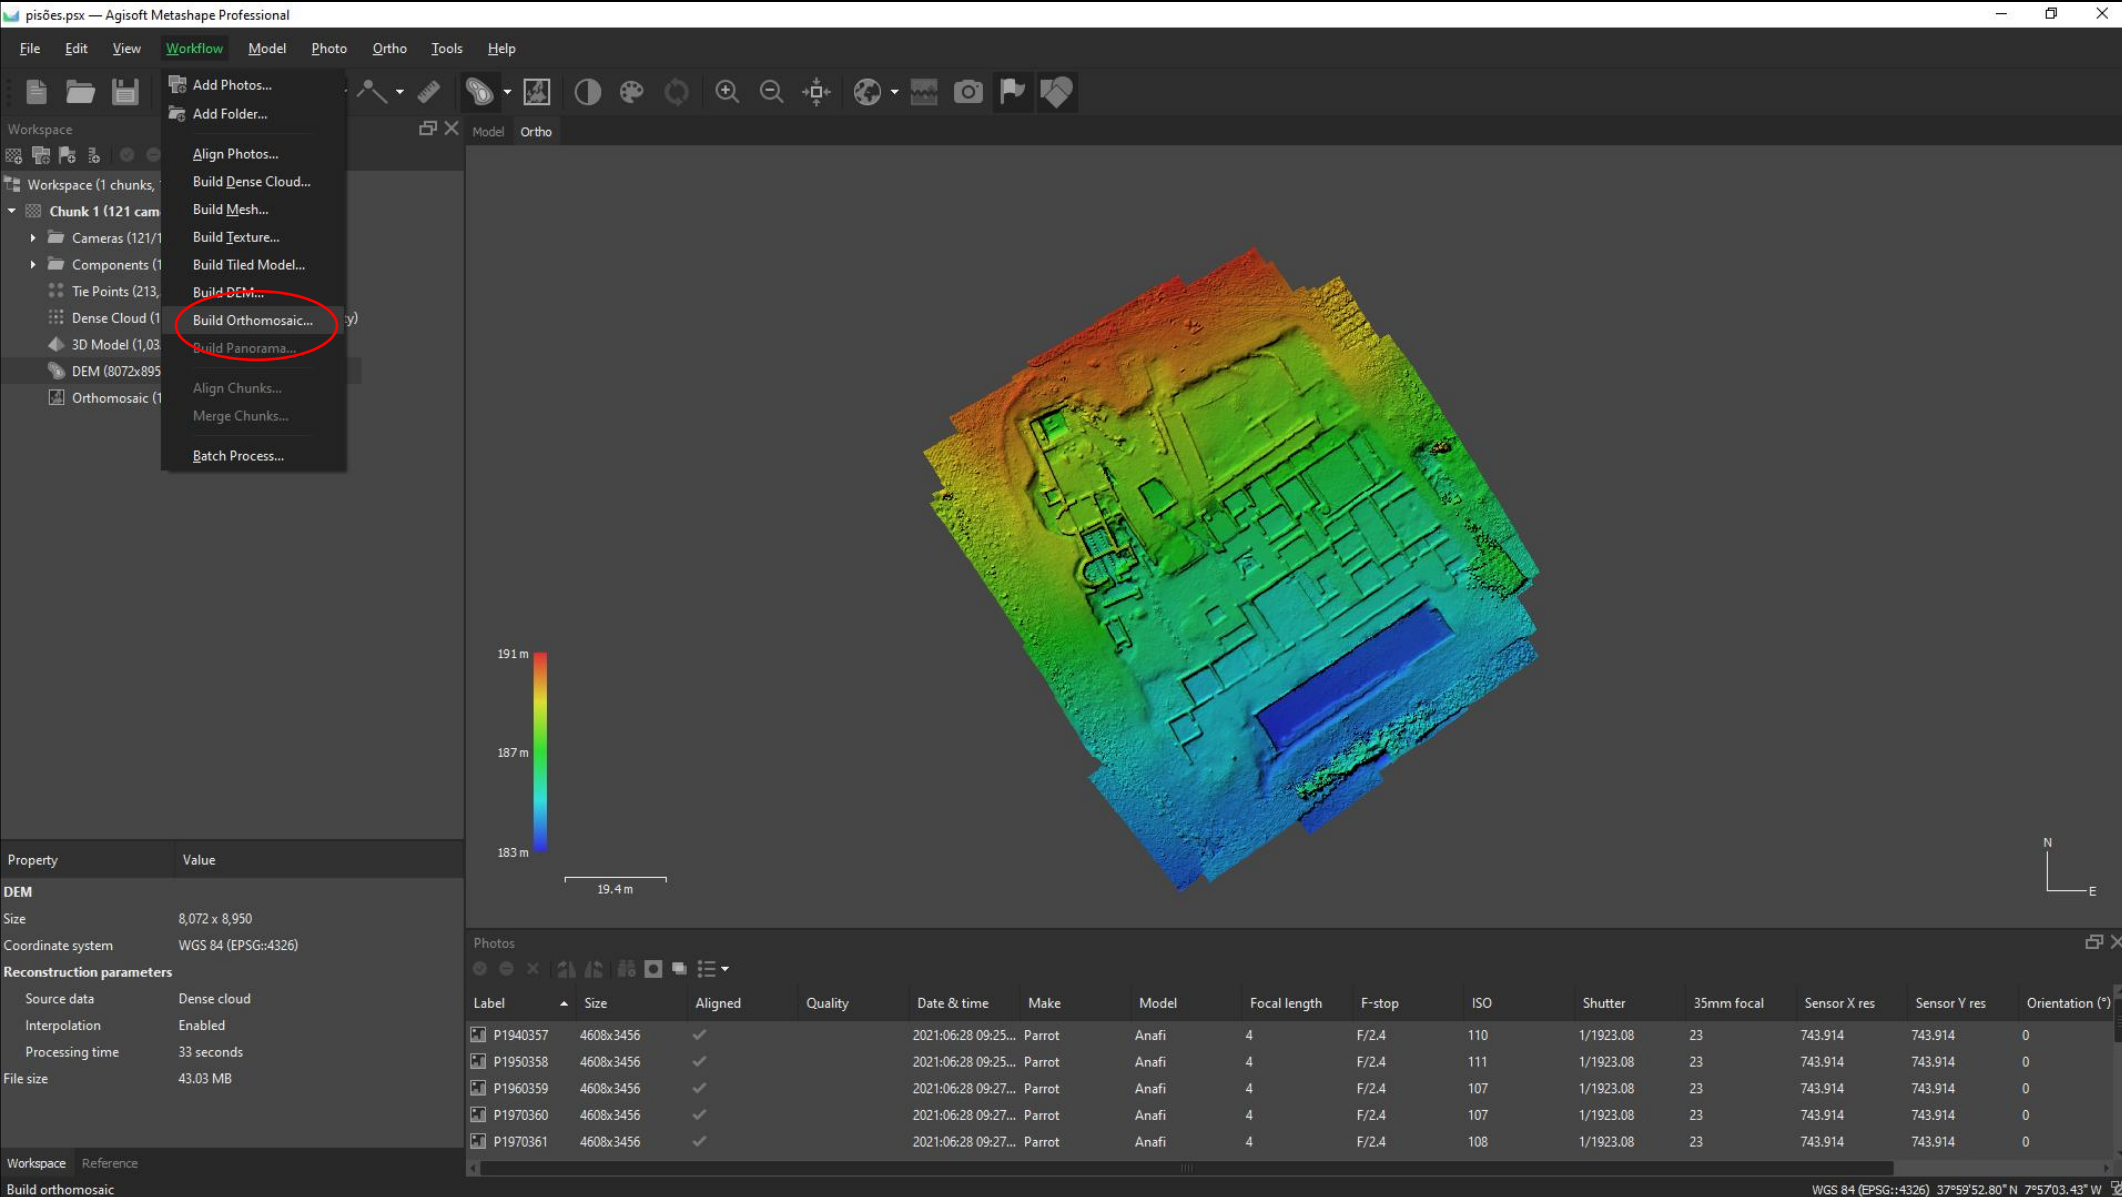 pisões.psx — Agisoft Metashape Professional
File Edit View Workflow Model Photo Ortho Tools Help
Add Photos...
Add Folder...
Align Photos...
Build Dense Cloud...
Build Mesh...
Build Texture...
Build Tiled Model...
Build DEM...
Build Orthomosaic...
Build Panorama...
Align Chunks...
Merge Chunks...
Batch Process...
Workspace
Workspace (1 chunks,
Chunk 1 (121 cam
Cameras (121/1
Components (1
Tie Points (213,
Dense Cloud (1 y)
3D Model (1,03
DEM (8072x895
Orthomosaic (1
Model Ortho
191 m
187 m
183 m
19.4 m
N
E
Property Value
DEM
Size 8,072 x 8,950
Coordinate system WGS 84 (EPSG::4326)
Reconstruction parameters
Source data Dense cloud
Interpolation Enabled
Processing time 33 seconds
File size 43.03 MB
Workspace Reference
Photos
Label Size Aligned Quality Date & time Make Model Focal length F-stop ISO Shutter 35mm focal Sensor X res Sensor Y res Orientation (°)
P1940357 4608x3456 2021:06:28 09:25... Parrot Anafi 4 F/2.4 110 1/1923.08 23 743.914 743.914 0
P1950358 4608x3456 2021:06:28 09:25... Parrot Anafi 4 F/2.4 111 1/1923.08 23 743.914 743.914 0
P1960359 4608x3456 2021:06:28 09:27... Parrot Anafi 4 F/2.4 107 1/1923.08 23 743.914 743.914 0
P1970360 4608x3456 2021:06:28 09:27... Parrot Anafi 4 F/2.4 107 1/1923.08 23 743.914 743.914 0
P1970361 4608x3456 2021:06:28 09:27... Parrot Anafi 4 F/2.4 108 1/1923.08 23 743.914 743.914 0
Build orthomosaic
WGS 84 (EPSG::4326) 37°59'52.80" N 7°57'03.43" W